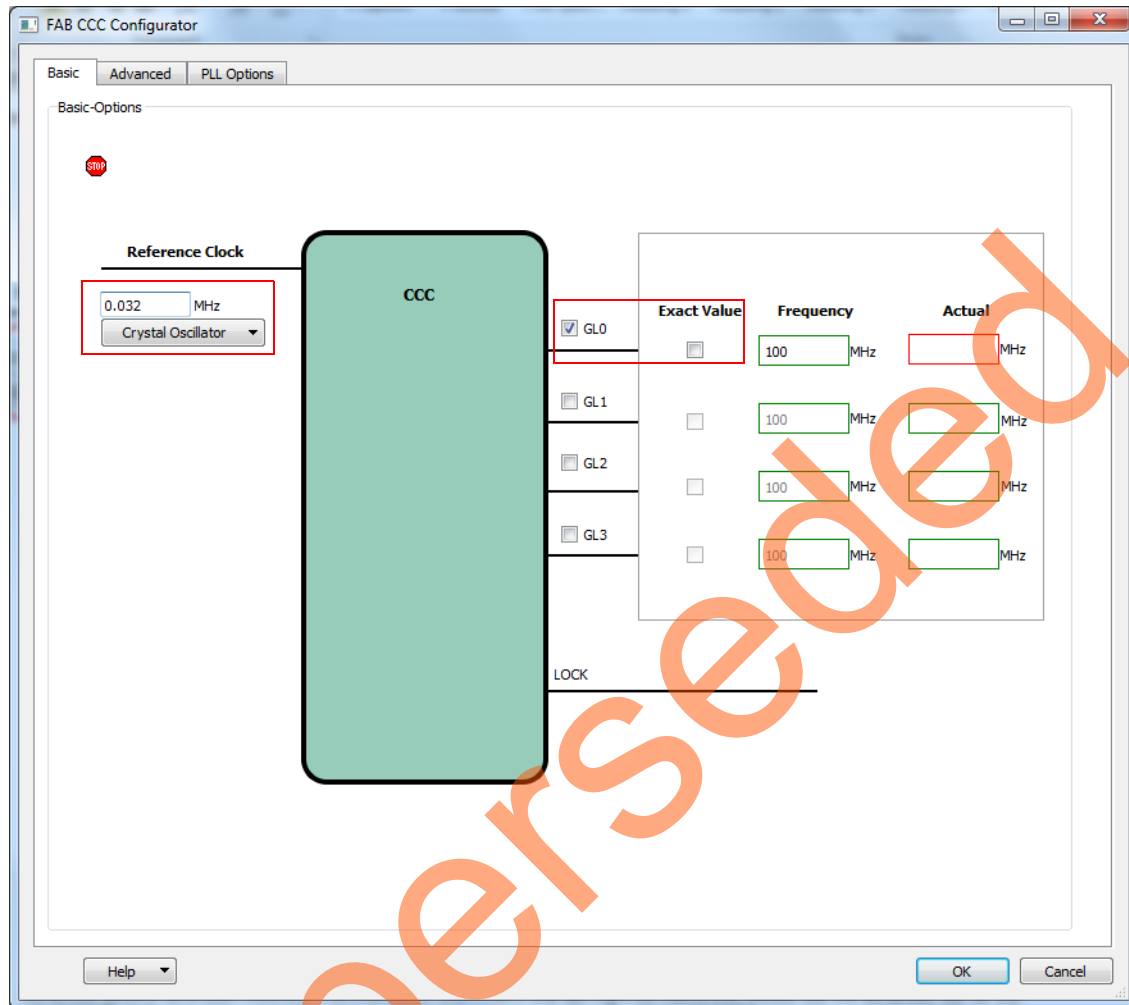 FAB CCC Configurator
Basic Advanced PLL Options
Basic-Options
STOP
Reference Clock
0.032 MHz
Crystal Oscillator
CCC
Exact Value Frequency Actual
GL0
100 MHz MHz
GL1
100 MHz MHz
GL2
100 MHz MHz
GL3
100 MHz MHz
LOCK
Help OK Cancel
perseded